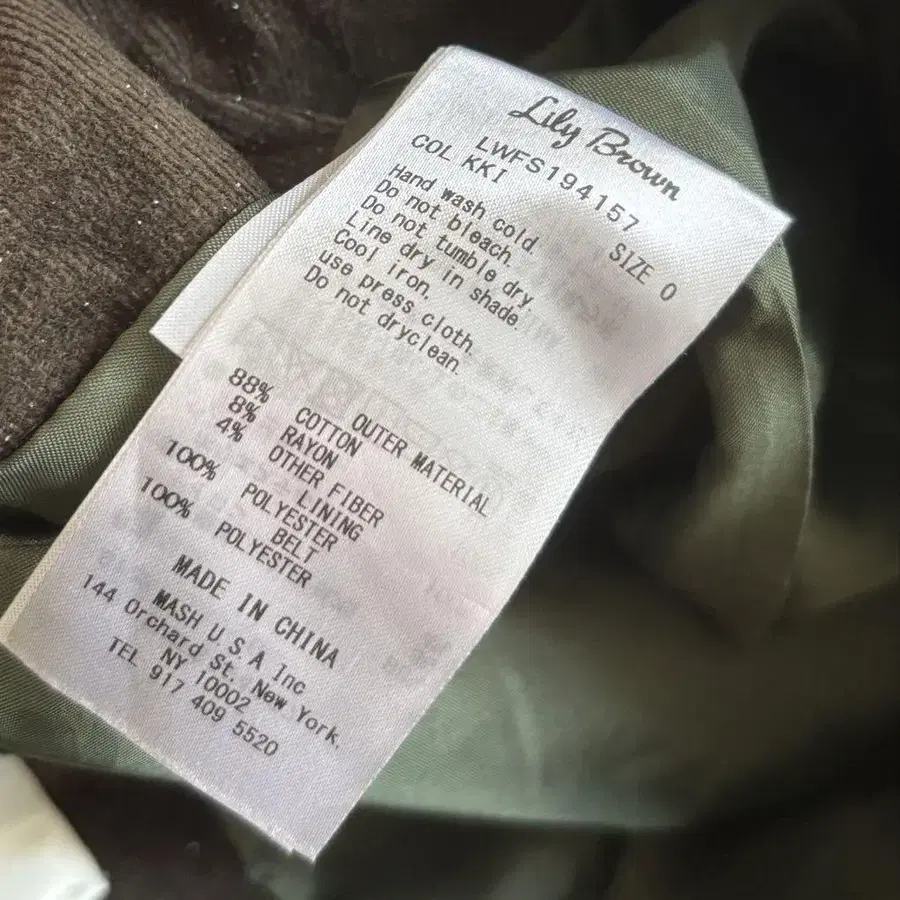 Lily Brown
LWFS194157
COL KKI SIZE 0
Hand wash cold.
Do not bleach.
Do not tumble dry.
Line dry in shade.
Cool iron,
use press cloth.
Do not dryclean.
OUTER MATERIAL
88% COTTON
8% RAYON
4% OTHER FIBER
LINING
100% POLYESTER
BELT
100% POLYESTER
MADE IN CHINA
MASH U.S.A Inc
144 Orchard St, New York,
NY 10002
TEL 917 409 5520